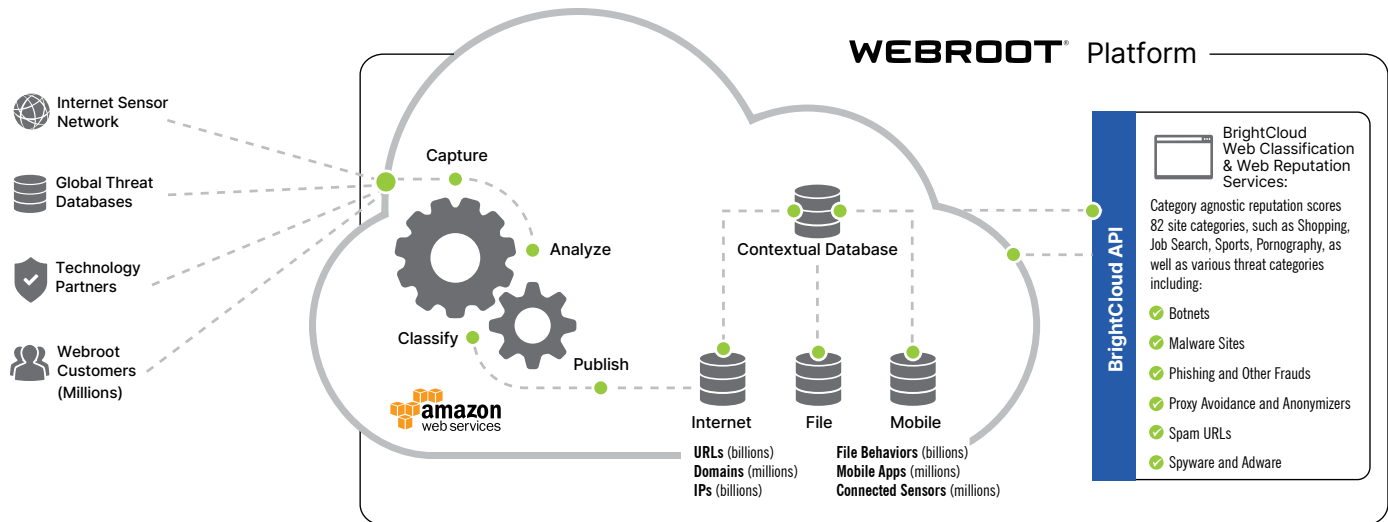 WEBROOT® Platform
Internet Sensor
Network
Global Threat
Databases
Technology
Partners
Webroot
Customers
(Millions)
Capture
Analyze
Classify
Publish
amazon
web services
Contextual Database
Internet
File
Mobile
URLs (billions)
Domains (millions)
IPs (billions)
File Behaviors (billions)
Mobile Apps (millions)
Connected Sensors (millions)
BrightCloud API
BrightCloud
Web Classification
& Web Reputation
Services:
Category agnostic reputation scores
82 site categories, such as Shopping,
Job Search, Sports, Pornography, as
well as various threat categories
including:
Botnets
Malware Sites
Phishing and Other Frauds
Proxy Avoidance and Anonymizers
Spam URLs
Spyware and Adware